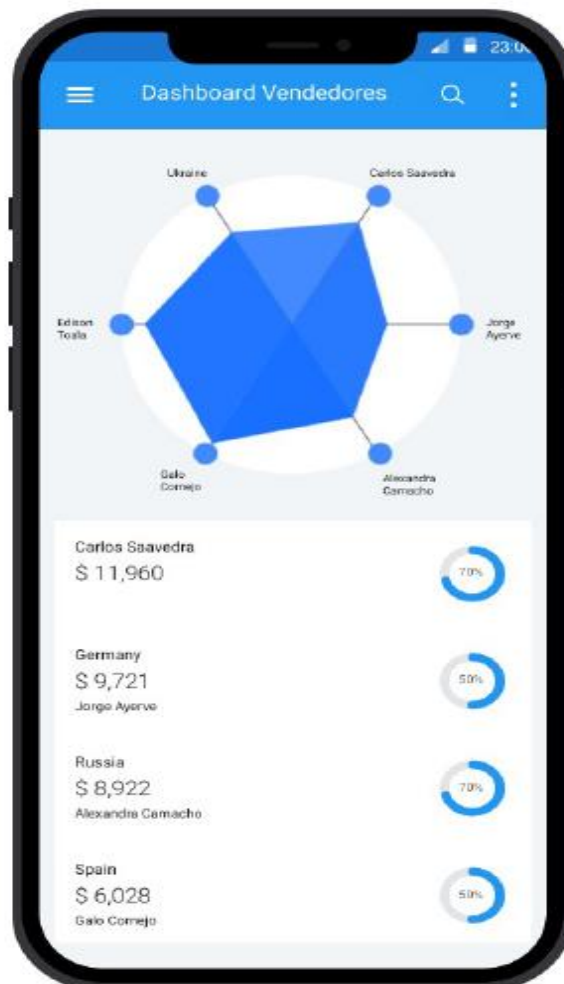 23:00
Dashboard Vendedores
Ukraine
Carlos Saavedra
Edison
Toala
Jorge
Ayerve
Galo
Cornejo
Alexandra
Camacho
Carlos Saavedra
$ 11,960
70%
Germany
$ 9,721
50%
Jorge Ayerve
Russia
$ 8,922
70%
Alexandra Camacho
Spain
$ 6,028
50%
Galo Cornejo